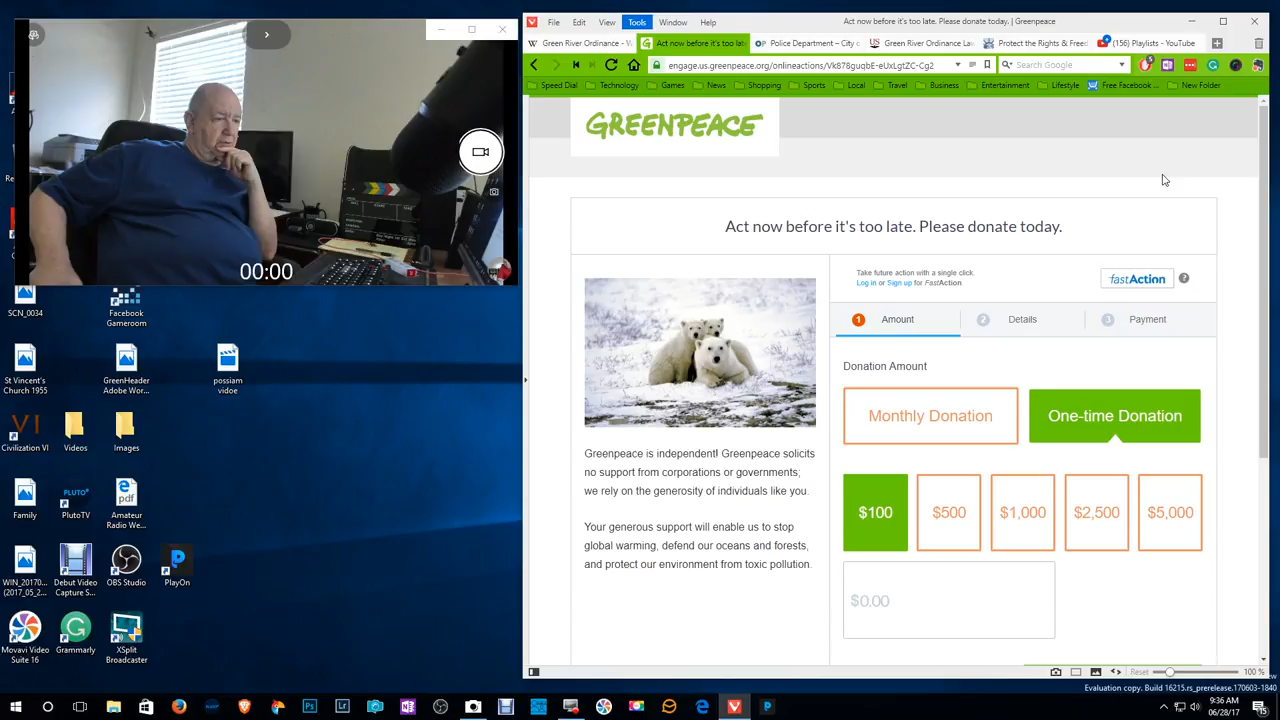 File Edit View Tools Window Help
Act now before it's too late. Please donate today. | Greenpeace
Green River Ordinance - W
Act now before it's too late
Police Department – City
Green River Ordinance La
Protect the Rights & Freed
(156) Playlists - YouTube
engage.us.greenpeace.org/onlineactions/
Search Google
Speed Dial Technology Games News Shopping Sports Local Travel Business Entertainment Lifestyle Free Facebook ... New Folder
GREENPEACE
Act now before it's too late. Please donate today.
Take future action with a single click.
Log in or Sign up for FastAction
fastAction ?
1 Amount 2 Details 3 Payment
Donation Amount
Monthly Donation One-time Donation
$100 $500 $1,000 $2,500 $5,000
$0.00
Greenpeace is independent! Greenpeace solicits
no support from corporations or governments;
we rely on the generosity of individuals like you.
Your generous support will enable us to stop
global warming, defend our oceans and forests,
and protect our environment from toxic pollution.
Reset 100 %
00:00
SCN_0034
Facebook
Gameroom
St Vincent's
Church 1955
GreenHeader
Adobe Wor...
possiam
vidoe
VI
Civilization VI
Videos
Images
Family
PLUTO TV
PlutoTV
pdf
Amateur
Radio We...
WIN_20170...
(2017_05_2...
Debut Video
Capture S...
OBS Studio
PlayOn
Movavi Video
Suite 16
Grammarly
XSplit
Broadcaster
Evaluation copy. Build 16215.rs_prerelease.170603-1840
9:36 AM
06/28/17